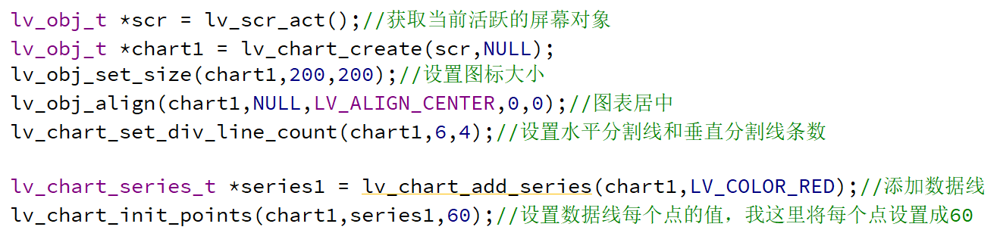 lv_obj_t *scr = lv_scr_act();//获取当前活跃的屏幕对象
lv_obj_t *chart1 = lv_chart_create(scr,NULL);
lv_obj_set_size(chart1,200,200);//设置图标大小
lv_obj_align(chart1,NULL,LV_ALIGN_CENTER,0,0);//图表居中
lv_chart_set_div_line_count(chart1,6,4);//设置水平分割线和垂直分割线条数
lv_chart_series_t *series1 = lv_chart_add_series(chart1,LV_COLOR_RED);//添加数据线
lv_chart_init_points(chart1,series1,60);//设置数据线每个点的值，我这里将每个点设置成60